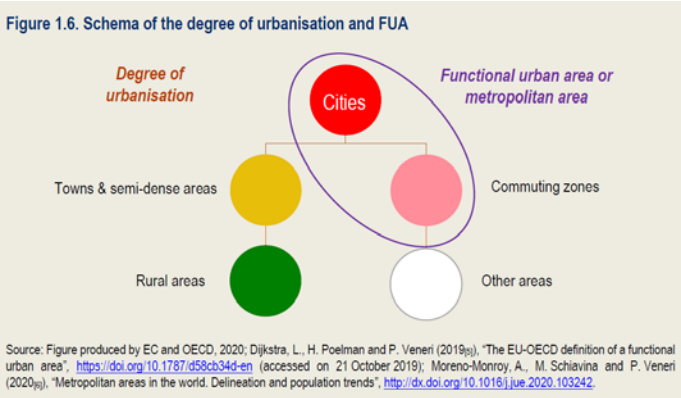 Figure 1.6. Schema of the degree of urbanisation and FUA
Degree of
urbanisation
Functional urban area or
metropolitan area
Cities
Towns & semi-dense areas
Commuting zones
Rural areas
Other areas
Source: Figure produced by EC and OECD, 2020; Dijkstra, L., H. Poelman and P. Veneri (2019[5]), “The EU-OECD definition of a functional
urban area”, https://doi.org/10.1787/d58cb34d-en (accessed on 21 October 2019); Moreno-Monroy, A., M. Schiavina and P. Veneri
(2020[6]), “Metropolitan areas in the world. Delineation and population trends”, http://dx.doi.org/10.1016/j.jue.2020.103242.